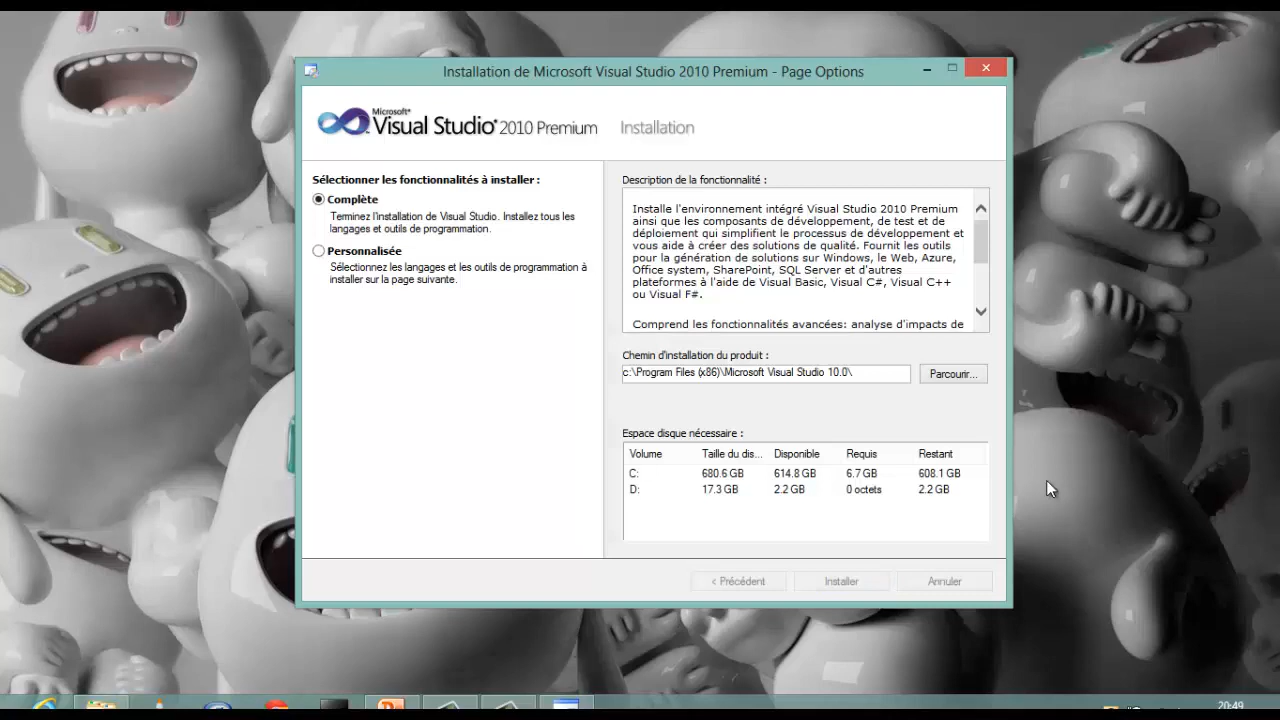 Installation de Microsoft Visual Studio 2010 Premium - Page Options
Microsoft®
Visual Studio® 2010 Premium Installation
Sélectionner les fonctionnalités à installer :
Complète
Terminez l'installation de Visual Studio. Installez tous les
langages et outils de programmation.
Personnalisée
Sélectionnez les langages et les outils de programmation à
installer sur la page suivante.
Description de la fonctionnalité :
Installe l'environnement intégré Visual Studio 2010 Premium
ainsi que les composants de développement, de test et de
déploiement qui simplifient le processus de développement et
vous aide à créer des solutions de qualité. Fournit les outils
pour la génération de solutions sur Windows, le Web, Azure,
Office system, SharePoint, SQL Server et d'autres
plateformes à l'aide de Visual Basic, Visual C#, Visual C++
ou Visual F#.
Comprend les fonctionnalités avancées: analyse d'impacts de
Chemin d'installation du produit :
c:\Program Files (x86)\Microsoft Visual Studio 10.0\
Parcourir...
Espace disque nécessaire :
Volume Taille du dis... Disponible Requis Restant
C: 680.6 GB 614.8 GB 6.7 GB 608.1 GB
D: 17.3 GB 2.2 GB 0 octets 2.2 GB
< Précédent Installer Annuler
20:49